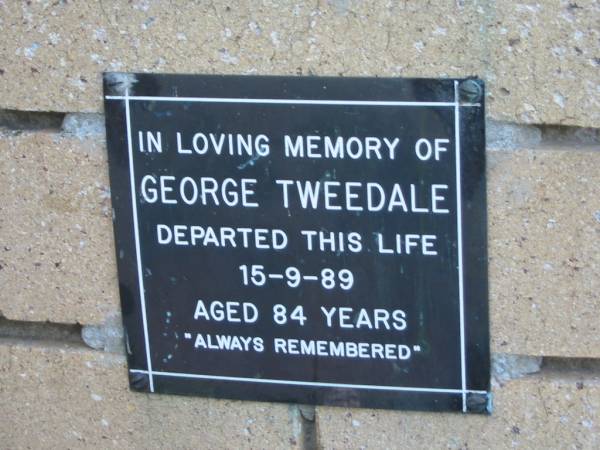 IN LOVING MEMORY OF
GEORGE TWEEDALE
DEPARTED THIS LIFE
15-9-89
AGED 84 YEARS
"ALWAYS REMEMBERED"